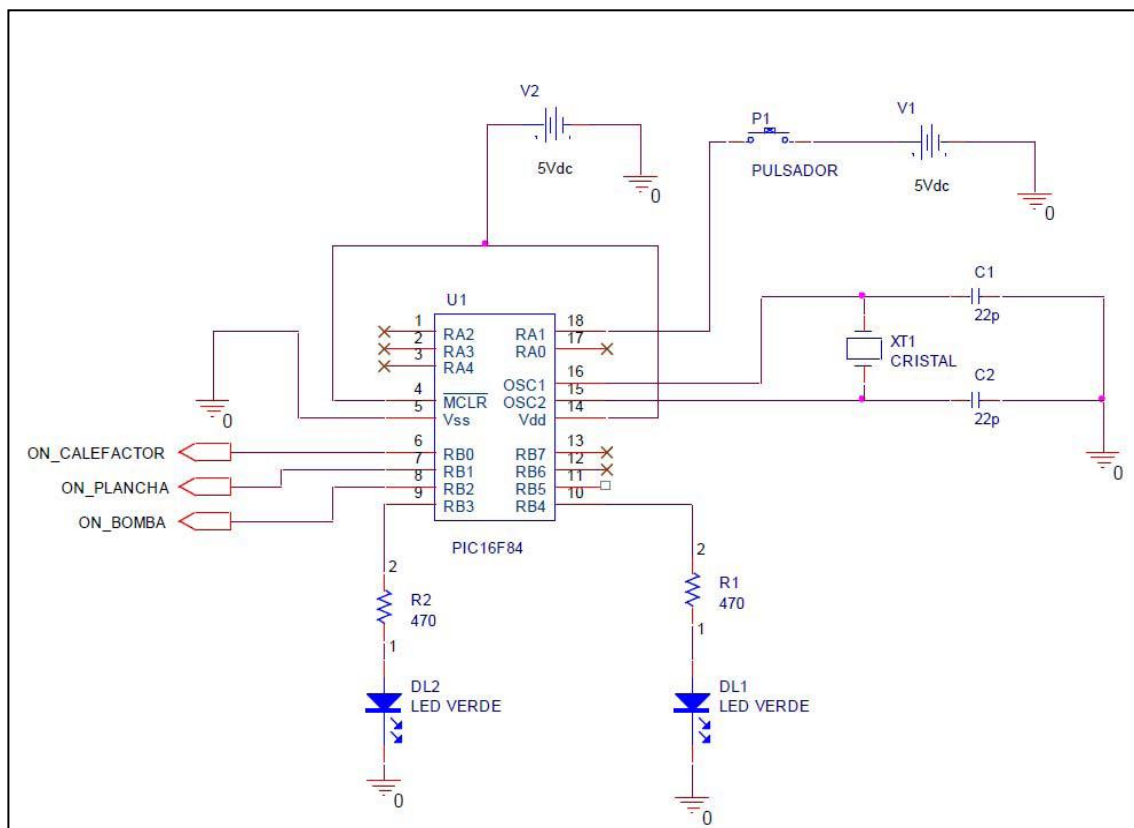 V2
5Vdc
0
P1
PULSADOR
V1
5Vdc
0
U1
1
2
3
4
5
6
7
8
9
RA2
RA3
RA4
MCLR
Vss
RB0
RB1
RB2
RB3
18
17
16
15
14
13
12
11
10
RA1
RA0
OSC1
OSC2
Vdd
RB7
RB6
RB5
RB4
PIC16F84
C1
22p
XT1
CRISTAL
C2
22p
0
0
ON_CALEFACTOR
ON_PLANCHA
ON_BOMBA
2
R2
470
1
DL2
LED VERDE
0
2
R1
470
1
DL1
LED VERDE
0